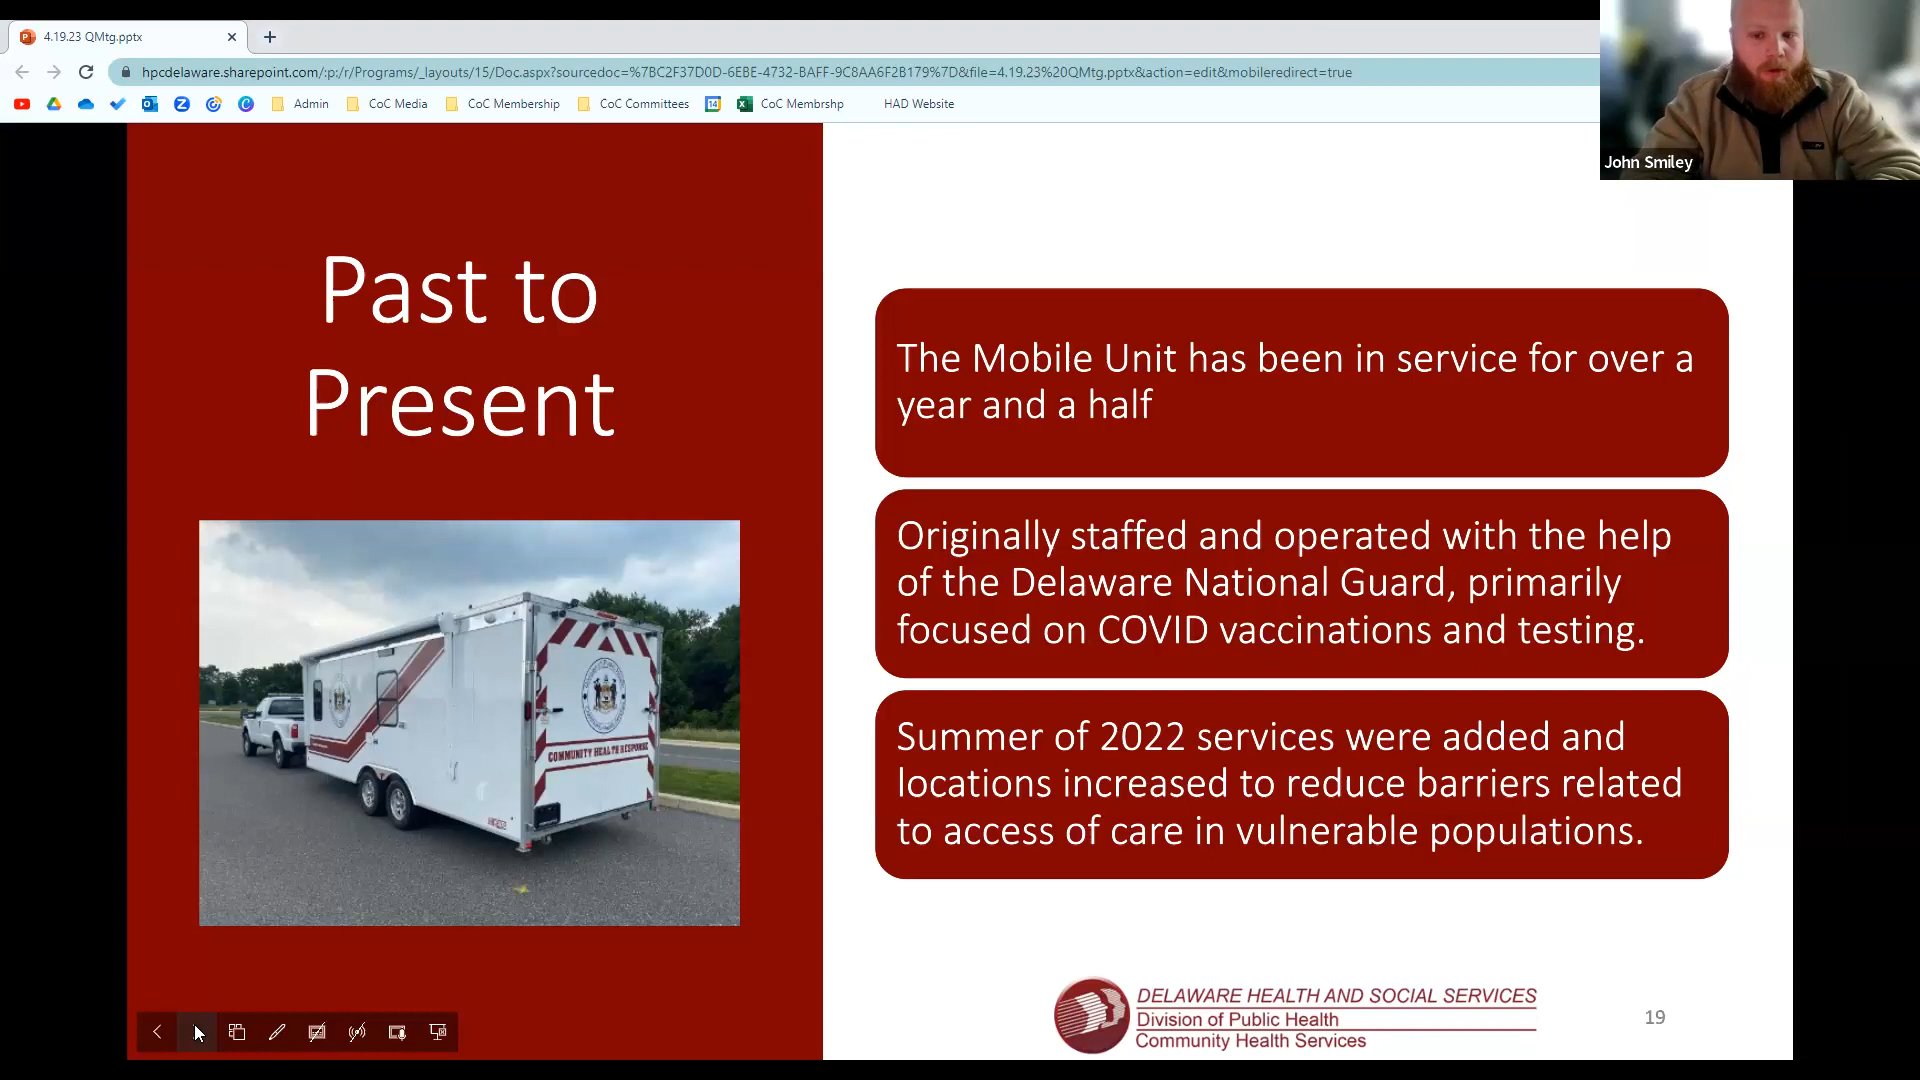 4.19.23 QMtg.pptx
hpcdelaware.sharepoint.com/:p:/r/Programs/_layouts/15/Doc.aspx?sourcedoc=%7BC2F37D0D-6EBE-4732-BAFF-9C8AA6F2B179%7D&file=4.19.23%20QMtg.pptx&action=edit&mobileredirect=true
Admin CoC Media CoC Membership CoC Committees 14 CoC Membrshp HAD Website
John Smiley
Past to
Present
COMMUNITY HEALTH RESPONSE
The Mobile Unit has been in service for over a
year and a half
Originally staffed and operated with the help
of the Delaware National Guard, primarily
focused on COVID vaccinations and testing.
Summer of 2022 services were added and
locations increased to reduce barriers related
to access of care in vulnerable populations.
DELAWARE HEALTH AND SOCIAL SERVICES
Division of Public Health
Community Health Services
19